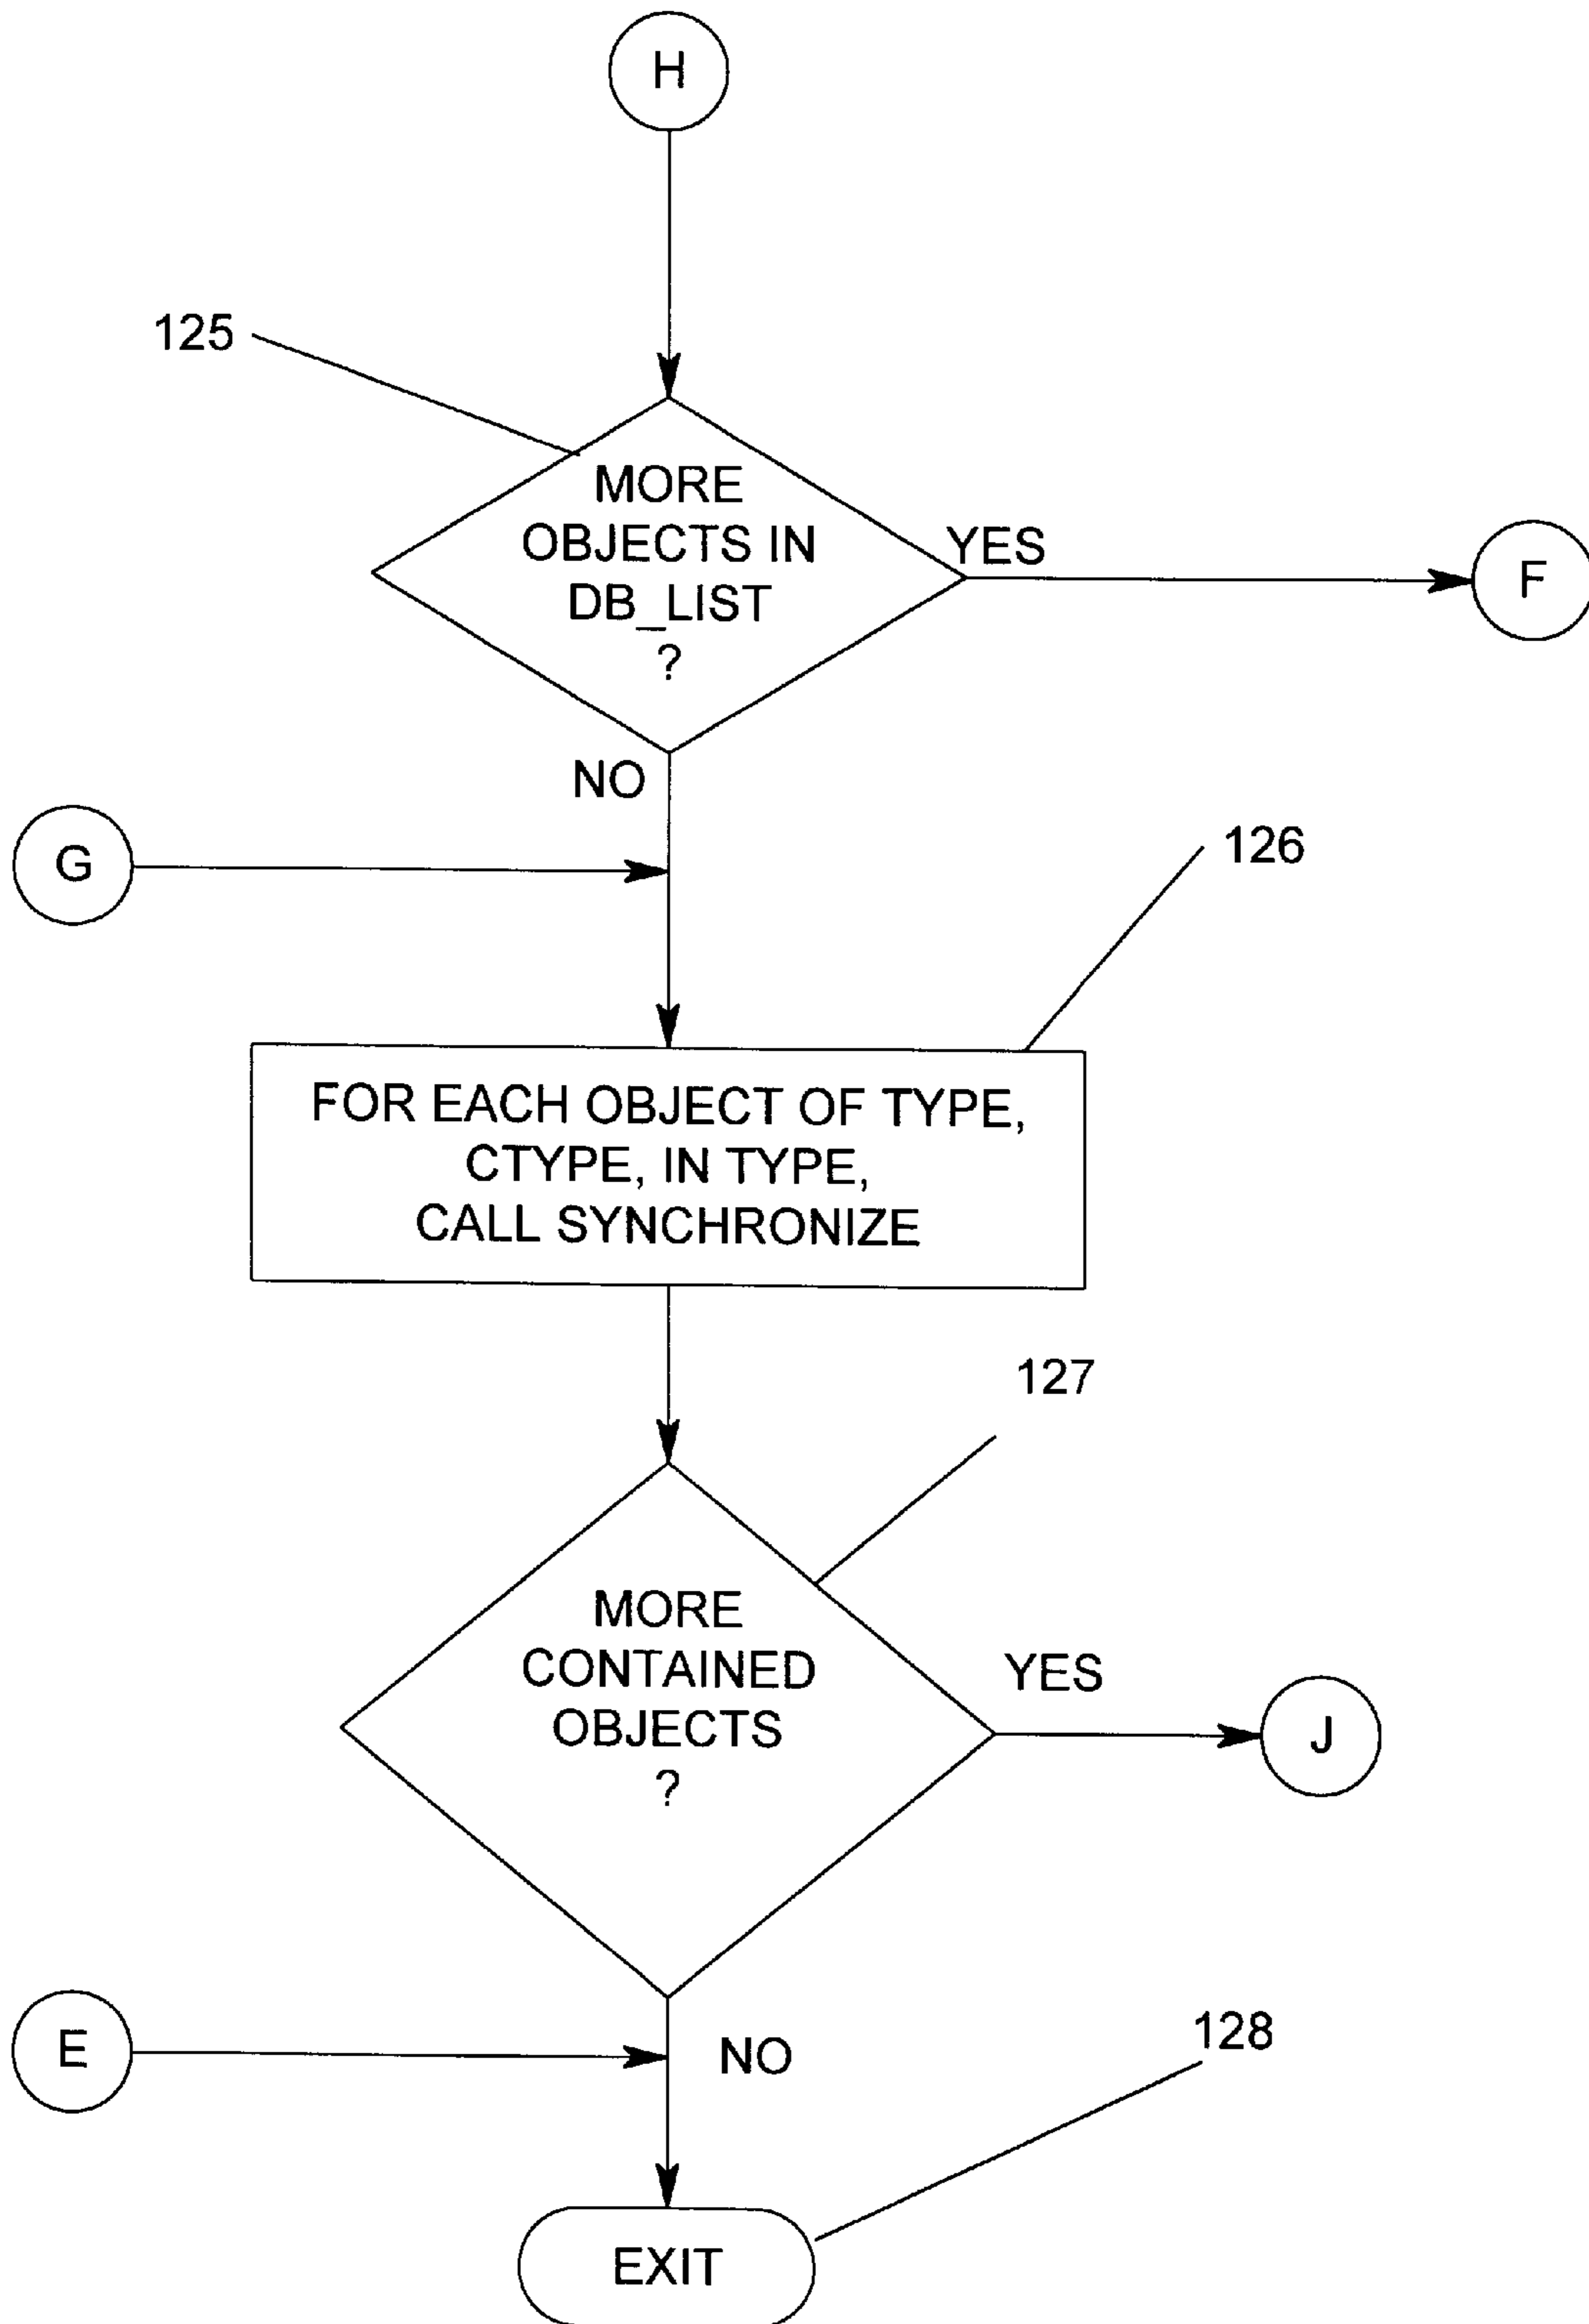 H
125
MORE
OBJECTS IN
DB_LIST
?
YES
F
NO
G
126
FOR EACH OBJECT OF TYPE,
CTYPE, IN TYPE,
CALL SYNCHRONIZE
127
MORE
CONTAINED
OBJECTS
?
YES
J
E
NO
128
EXIT